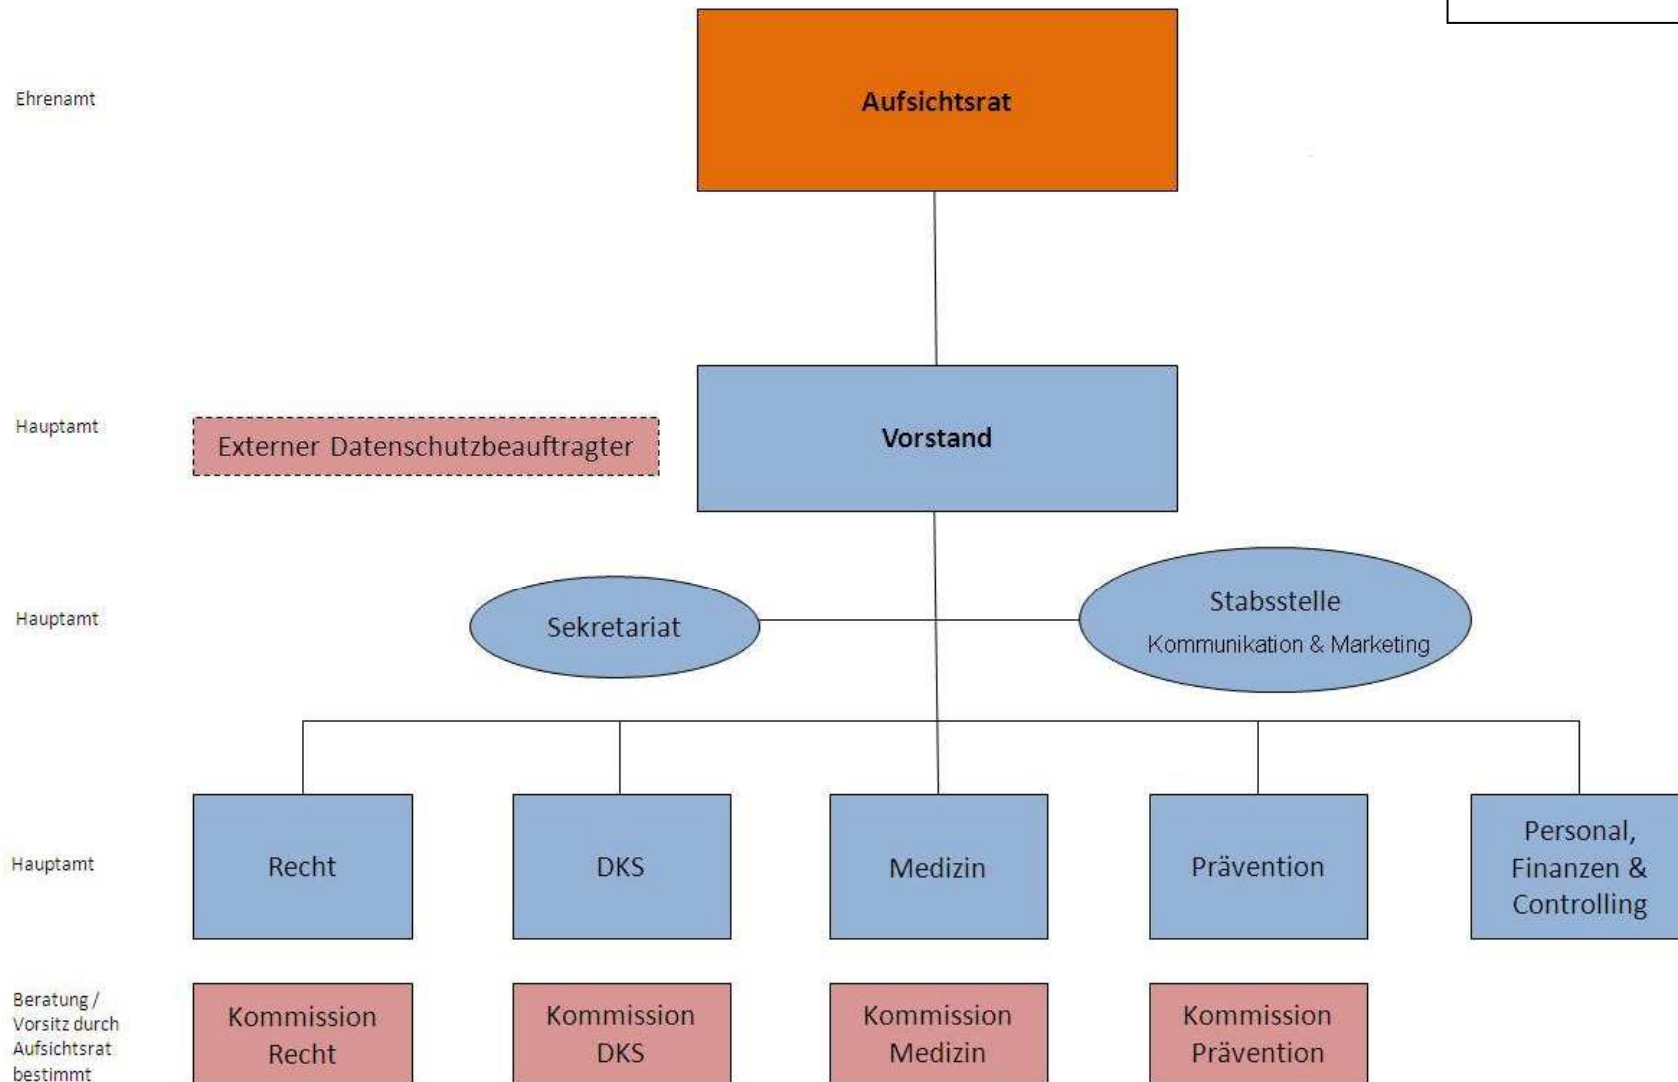 Ehrenamt
Aufsichtsrat
Hauptamt
Externer Datenschutzbeauftragter
Vorstand
Hauptamt
Sekretariat
Stabsstelle
Kommunikation & Marketing
Hauptamt
Recht
DKS
Medizin
Prävention
Personal,
Finanzen &
Controlling
Beratung /
Vorsitz durch
Aufsichtsrat
bestimmt
Kommission
Recht
Kommission
DKS
Kommission
Medizin
Kommission
Prävention